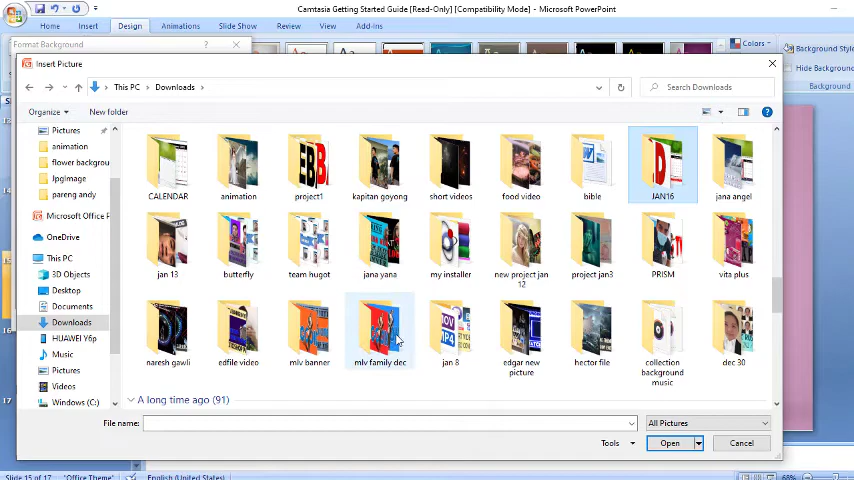 Camtasia Getting Started Guide [Read-Only] [Compatibility Mode] - Microsoft PowerPoint
Home Insert Design Animations Slide Show Review View Add-ins
Format Background
Colors
Background Style
Hide Background
Background
Insert Picture
This PC Downloads
Search Downloads
Organize New folder
Pictures
animation
flower backgrou
JpgImage
pareng andy
Microsoft Office P
OneDrive
This PC
3D Objects
Desktop
Documents
Downloads
HUAWEI Y6p
Music
Pictures
Videos
Windows (C:)
CALENDAR animation project1 kapitan goyong short videos food video bible JAN16 jana angel
jan 13 butterfly team hugot jana yana my installer new project jan 12 project jan3 PRISM vita plus
naresh gawli edfile video mlv banner mlv family dec jan 8 edgar new picture hector file collection background music dec 30
A long time ago (91)
File name:
All Pictures
Tools Open Cancel
Slide 15 of 17 "Office Theme" English (United States) 68%